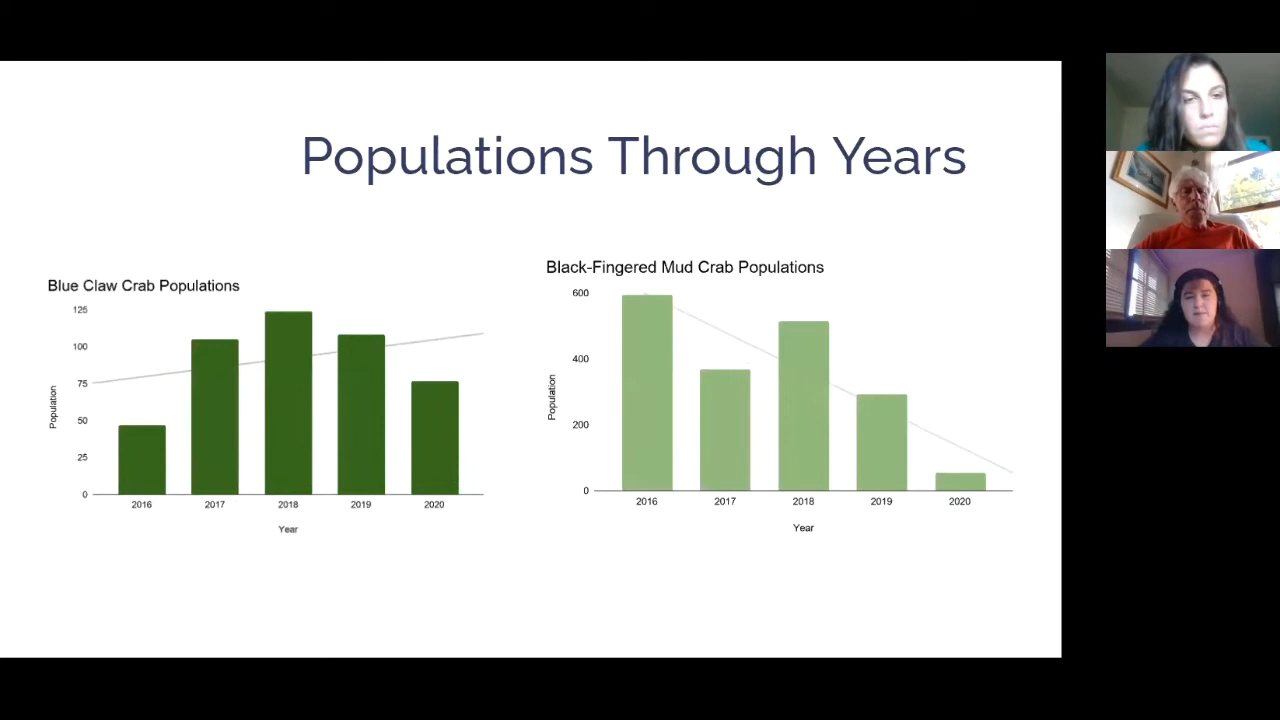 Populations Through Years
Blue Claw Crab Populations
125
100
75
50
25
0
Population
2016 2017 2018 2019 2020
Year
Black-Fingered Mud Crab Populations
600
400
200
0
Population
2016 2017 2018 2019 2020
Year